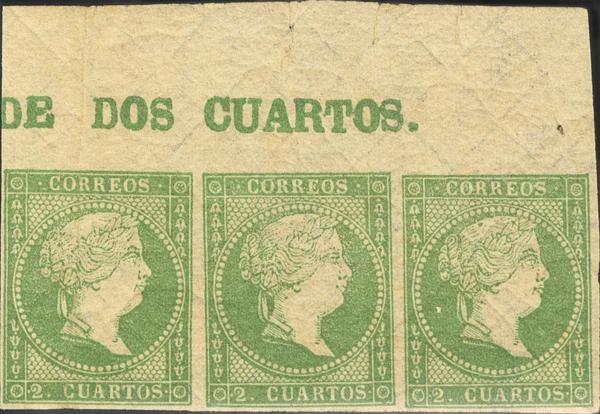 DE DOS CUARTOS.
· CORREOS ·
· CORREOS ·
· CORREOS ·
2. CUARTOS.
2. CUARTOS.
2. CUARTOS.